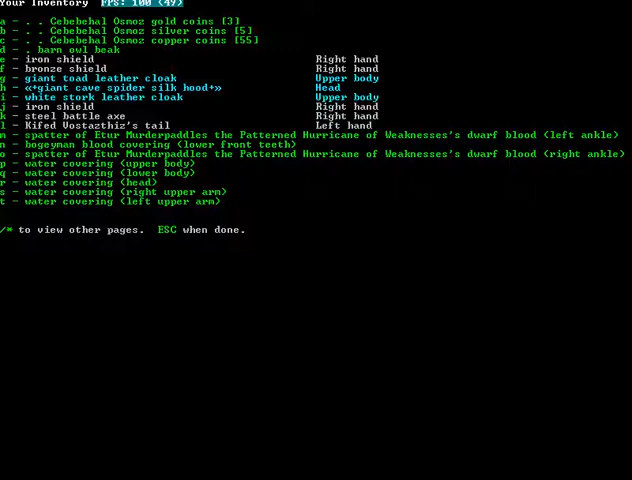 Your Inventory FPS: 100 (49)
a - . . Cebebehal Osmoz gold coins [3]
b - . . Cebebehal Osmoz silver coins [5]
c - . . Cebebehal Osmoz copper coins [55]
d - . barn owl beak
e - iron shield Right hand
f - bronze shield Right hand
g - giant toad leather cloak Upper body
h - «+giant cave spider silk hood+» Head
i - white stork leather cloak Upper body
j - iron shield Right hand
k - steel battle axe Right hand
l - Kifed Vostazthiz's tail Left hand
m - spatter of Etur Murderpaddles the Patterned Hurricane of Weaknesses's dwarf blood (left ankle)
n - bogeyman blood covering (lower front teeth)
o - spatter of Etur Murderpaddles the Patterned Hurricane of Weaknesses's dwarf blood (right ankle)
p - water covering (upper body)
q - water covering (lower body)
r - water covering (head)
s - water covering (right upper arm)
t - water covering (left upper arm)
/* to view other pages. ESC when done.